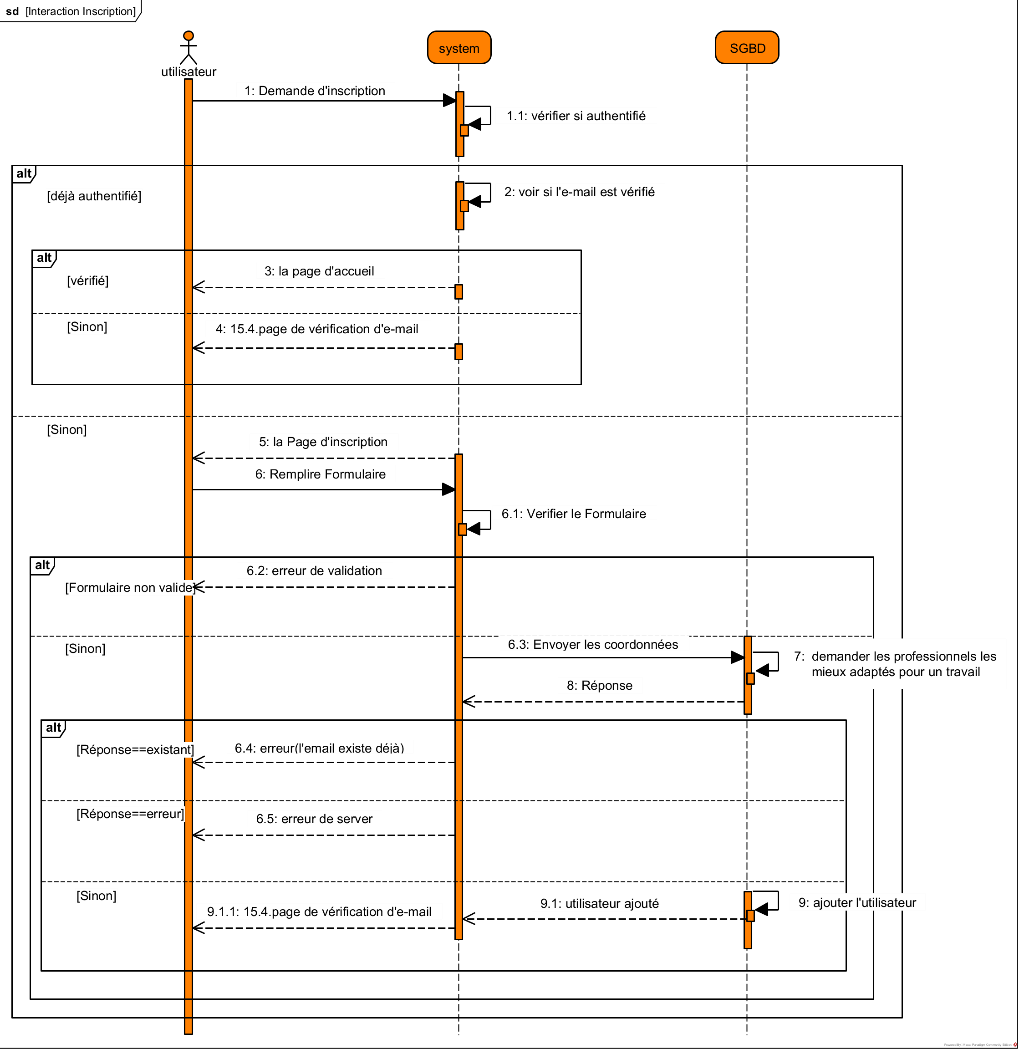 sd [Interaction Inscription]
utilisateur
system
SGBD
1: Demande d'inscription
1.1: vérifier si authentifié
alt
[déjà authentifié]
2: voir si l'e-mail est vérifié
alt
[vérifié]
3: la page d'accueil
[Sinon]
4: 15.4.page de vérification d'e-mail
[Sinon]
5: la Page d'inscription
6: Remplire Formulaire
6.1: Verifier le Formulaire
alt
[Formulaire non valide]
6.2: erreur de validation
[Sinon]
6.3: Envoyer les coordonnées
7: demander les professionnels les
mieux adaptés pour un travail
8: Réponse
alt
[Réponse==existant]
6.4: erreur(l'email existe déjà)
[Réponse==erreur]
6.5: erreur de server
[Sinon]
9: ajouter l'utilisateur
9.1: utilisateur ajouté
9.1.1: 15.4.page de vérification d'e-mail